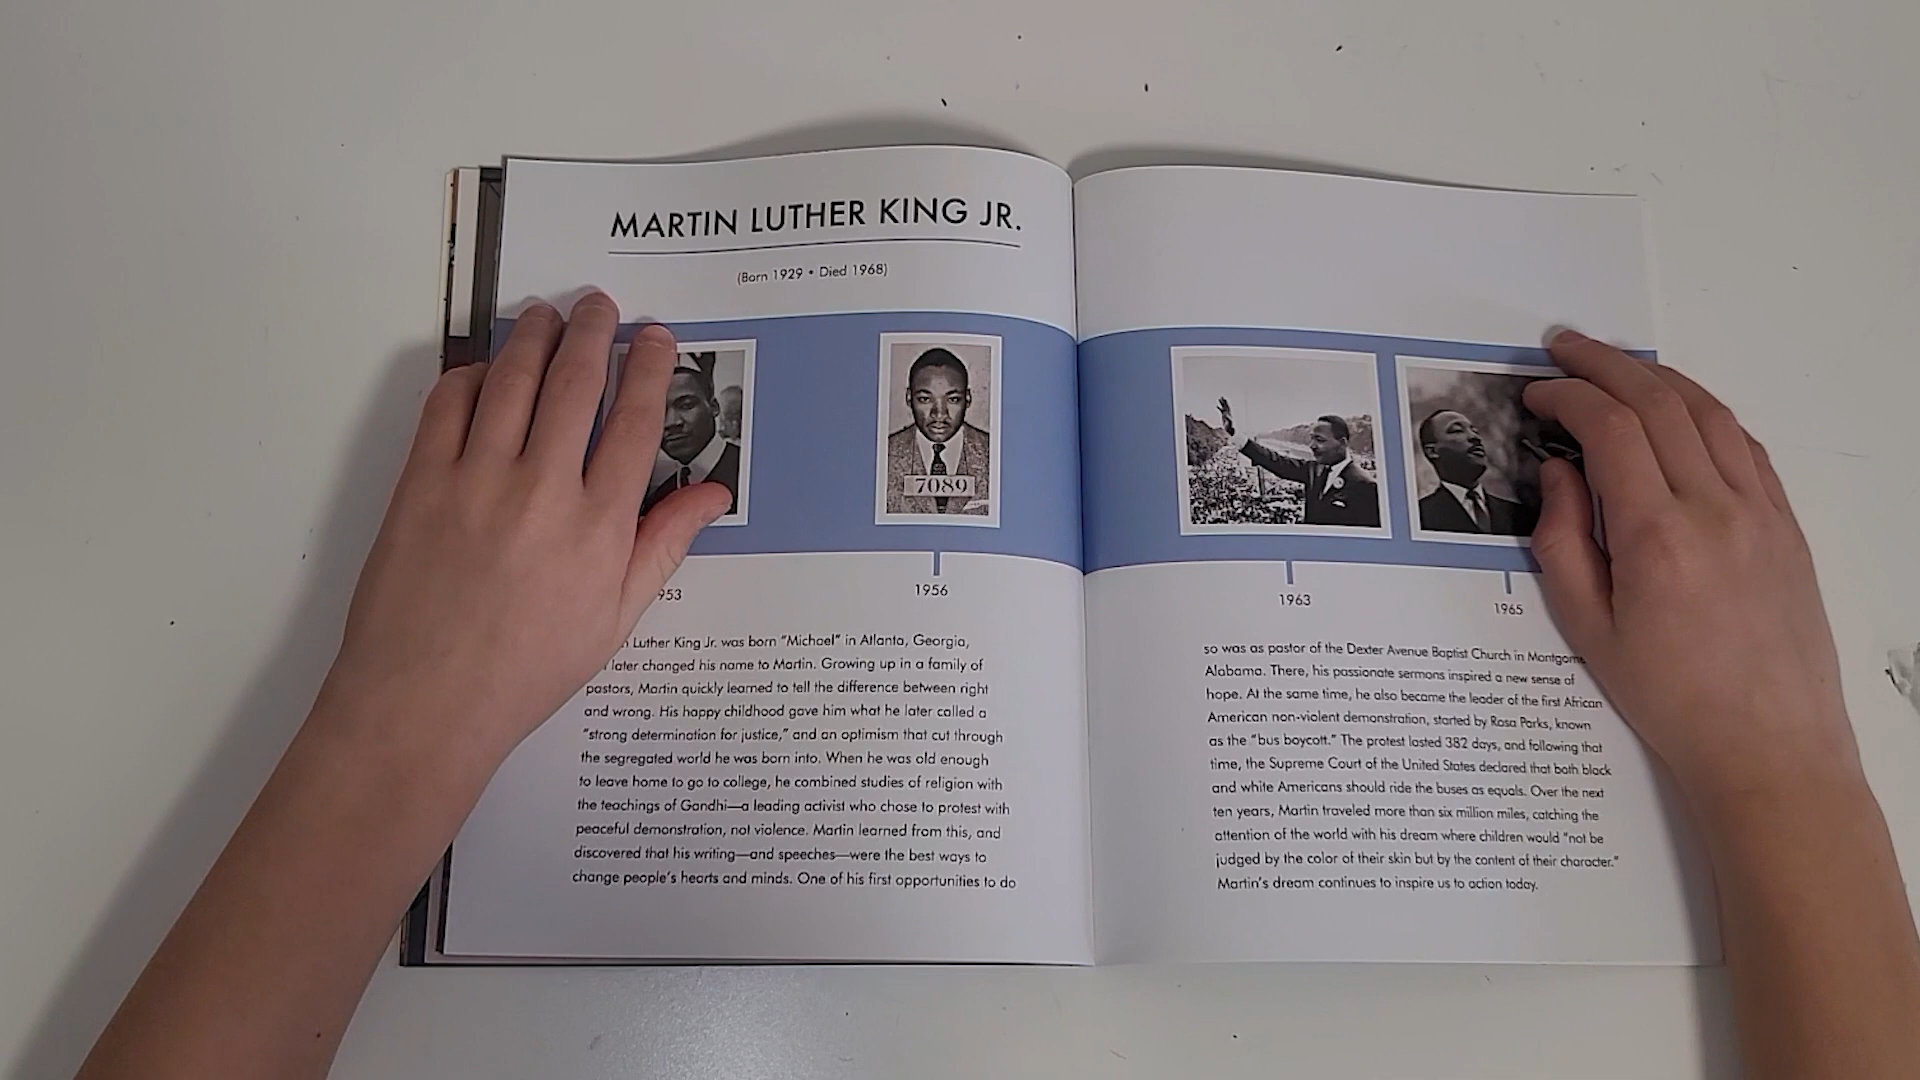 MARTIN LUTHER KING JR.
(Born 1929 • Died 1968)
7089
953
1956
Luther King Jr. was born "Michael" in Atlanta, Georgia,
later changed his name to Martin. Growing up in a family of
pastors, Martin quickly learned to tell the difference between right
and wrong. His happy childhood gave him what he later called a
"strong determination for justice," and an optimism that cut through
the segregated world he was born into. When he was old enough
to leave home to go to college, he combined studies of religion with
the teachings of Gandhi—a leading activist who chose to protest with
peaceful demonstration, not violence. Martin learned from this, and
discovered that his writing—and speeches—were the best ways to
change people's hearts and minds. One of his first opportunities to do
1963
1965
so was as pastor of the Dexter Avenue Baptist Church in Montgome
Alabama. There, his passionate sermons inspired a new sense of
hope. At the same time, he also became the leader of the first African
American non-violent demonstration, started by Rosa Parks, known
as the "bus boycott." The protest lasted 382 days, and following that
time, the Supreme Court of the United States declared that both black
and white Americans should ride the buses as equals. Over the next
ten years, Martin traveled more than six million miles, catching the
attention of the world with his dream where children would "not be
judged by the color of their skin but by the content of their character."
Martin's dream continues to inspire us to action today.